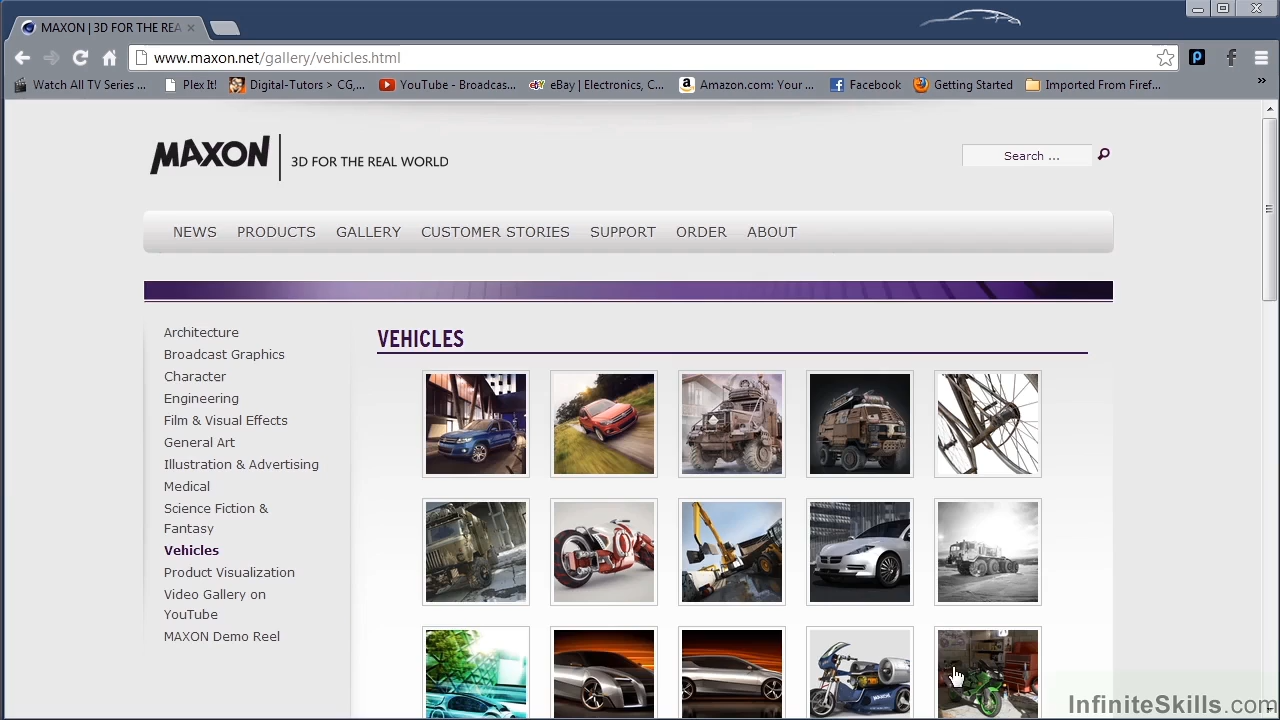 MAXON | 3D FOR THE REA
www.maxon.net/gallery/vehicles.html
Watch All TV Series ...
Plex It!
Digital-Tutors > CG,...
YouTube - Broadcas...
eBay | Electronics, C...
Amazon.com: Your ...
Facebook
Getting Started
Imported From Firef...
MAXON | 3D FOR THE REAL WORLD
Search ...
NEWS PRODUCTS GALLERY CUSTOMER STORIES SUPPORT ORDER ABOUT
Architecture
Broadcast Graphics
Character
Engineering
Film & Visual Effects
General Art
Illustration & Advertising
Medical
Science Fiction &
Fantasy
Vehicles
Product Visualization
Video Gallery on
YouTube
MAXON Demo Reel
VEHICLES
InfiniteSkills.com